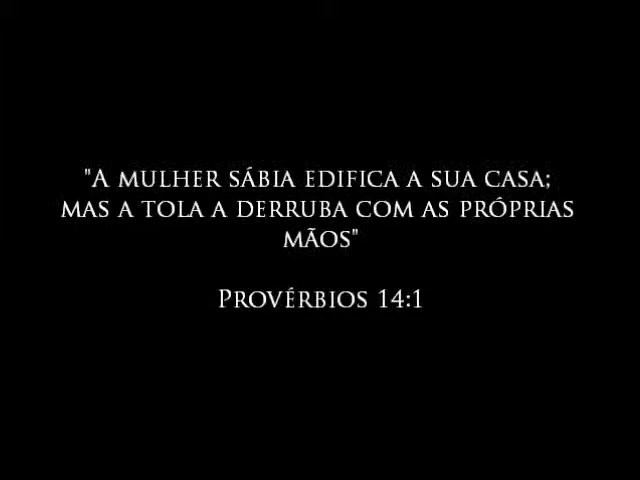 "A MULHER SÁBIA EDIFICA A SUA CASA;
MAS A TOLA A DERRUBA COM AS PRÓPRIAS
MÃOS"
PROVÉRBIOS 14:1